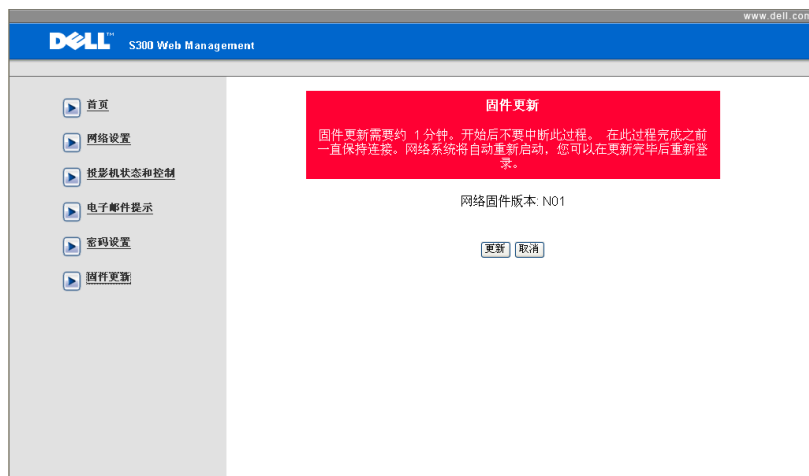 www.dell.com
DELL™ S300 Web Management
首页
网络设置
投影机状态和控制
电子邮件提示
密码设置
固件更新
固件更新
固件更新需要约 1分钟。开始后不要中断此过程。 在此过程完成之前
一直保持连接。网络系统将自动重新启动，您可以在更新完毕后重新登
录。
网络固件版本: N01
更新 取消